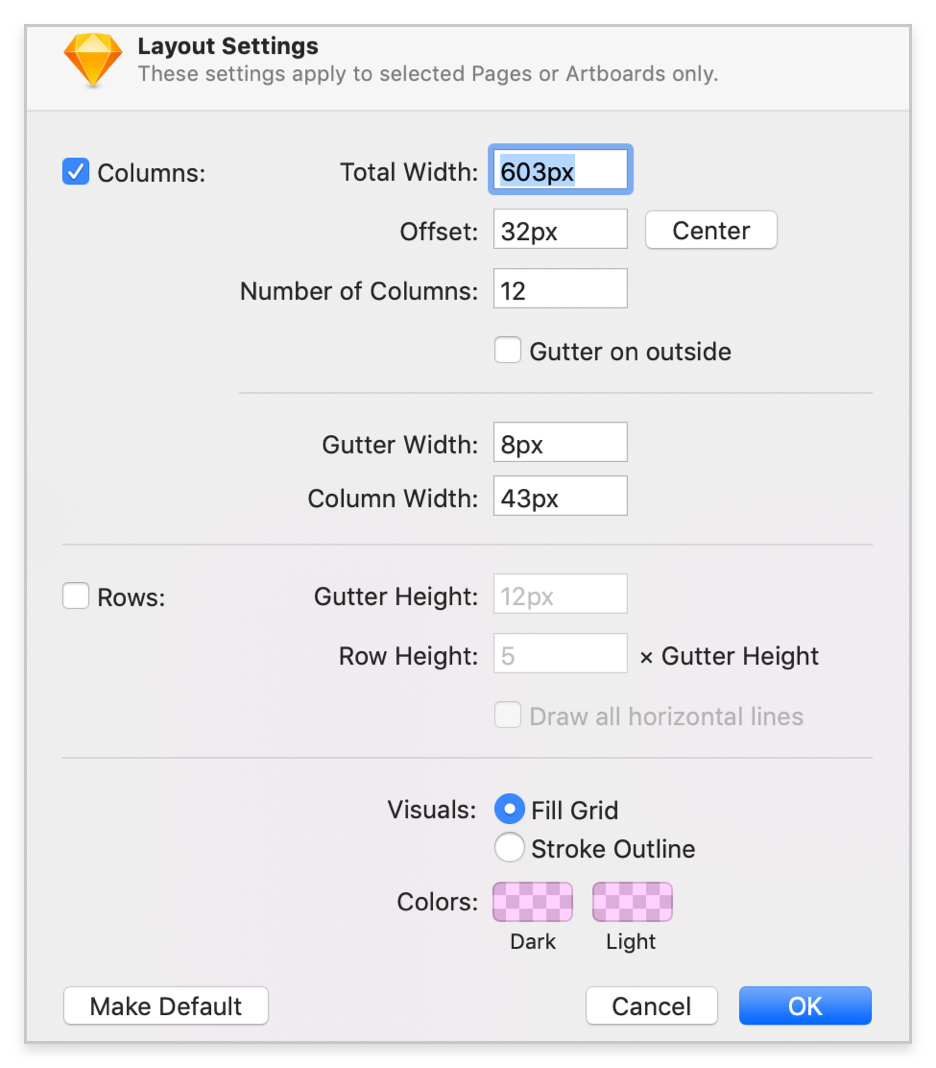 Layout Settings
These settings apply to selected Pages or Artboards only.
Columns: Total Width: 603px
Offset: 32px Center
Number of Columns: 12
Gutter on outside
Gutter Width: 8px
Column Width: 43px
Rows: Gutter Height: 12px
Row Height: 5 × Gutter Height
Draw all horizontal lines
Visuals: Fill Grid
Stroke Outline
Colors:
Dark Light
Make Default Cancel OK